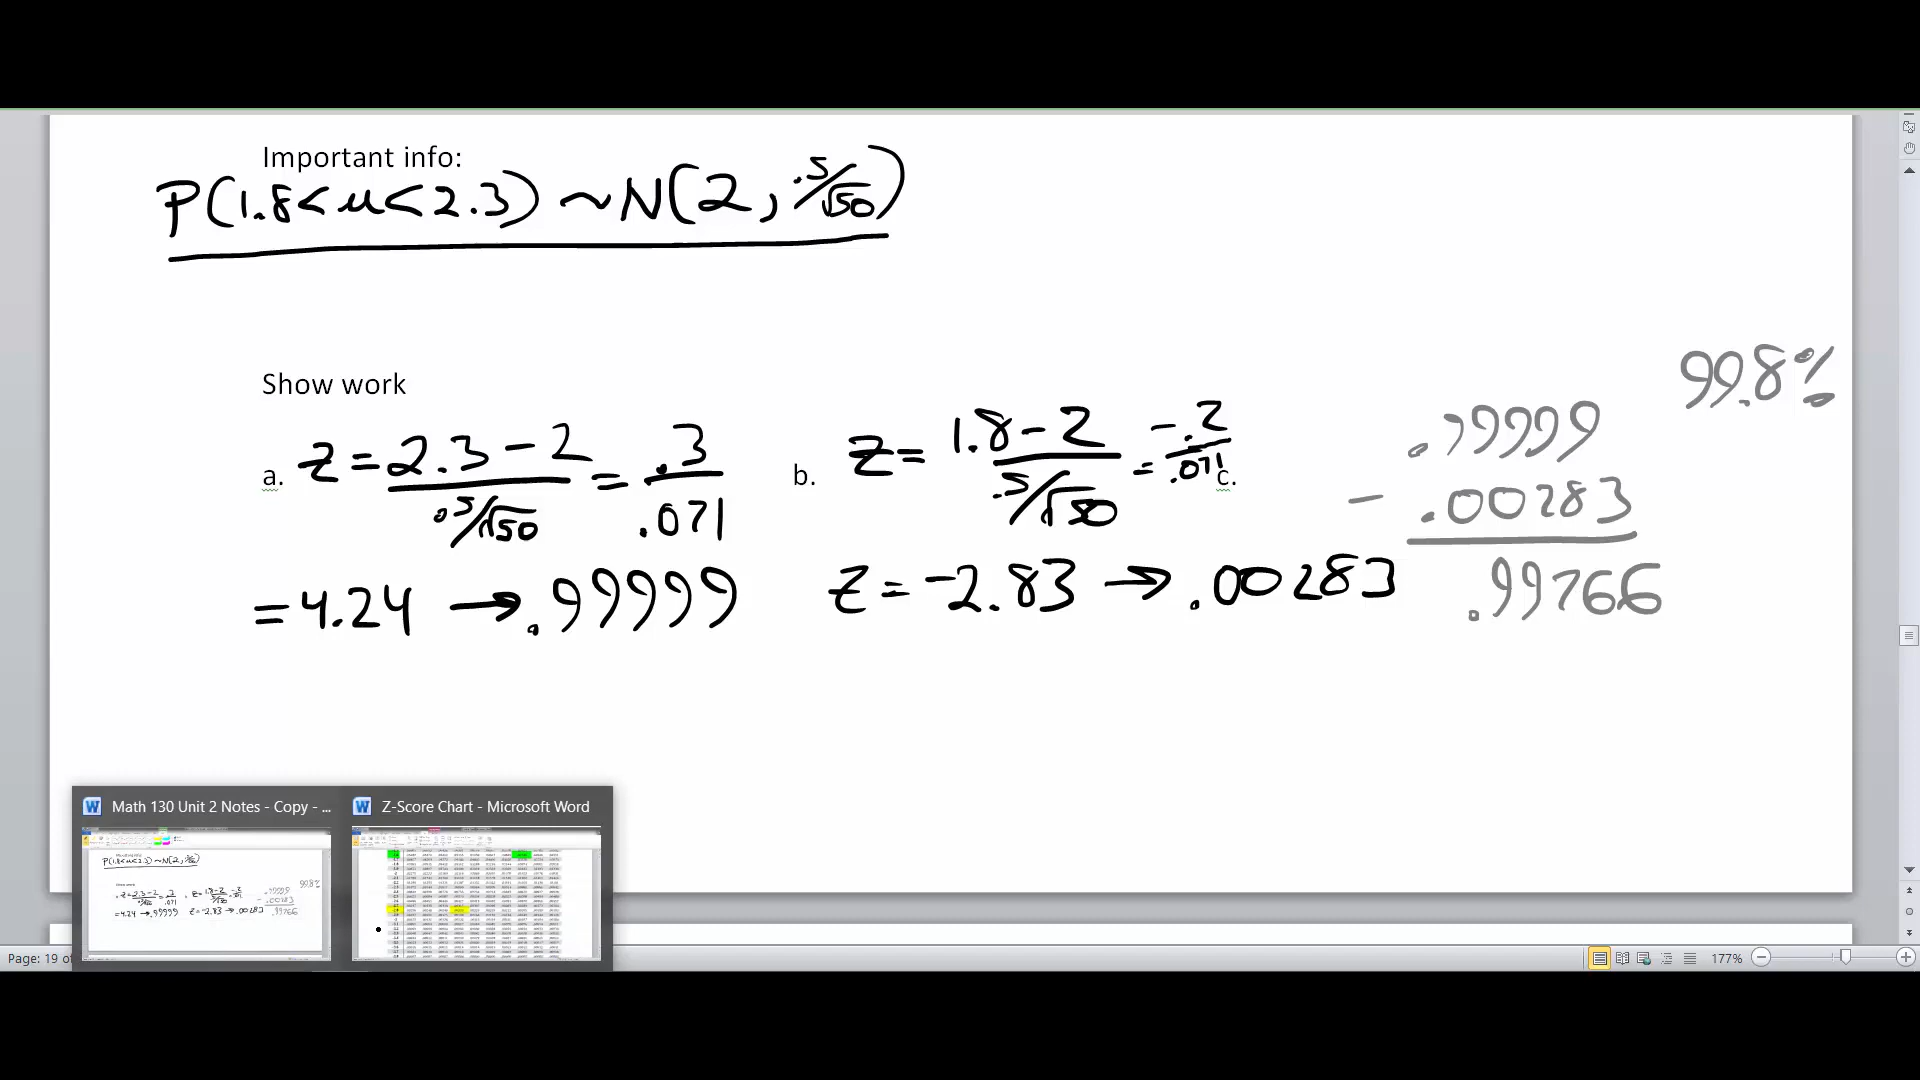 Important info:
P(1.8<μ<2.3) ~N(2, .5/√50)
Show work
99.8%
a. z = 2.3 - 2 / .5/√50 = .3 / .071
b. z = 1.8 - 2 / .5/√50 = -.2 / .071
c. .99999
- .00283
.99766
= 4.24 → .99999
z = -2.83 → .00283
Math 130 Unit 2 Notes - Copy - ...
Z-Score Chart - Microsoft Word
Page: 19 of
177%